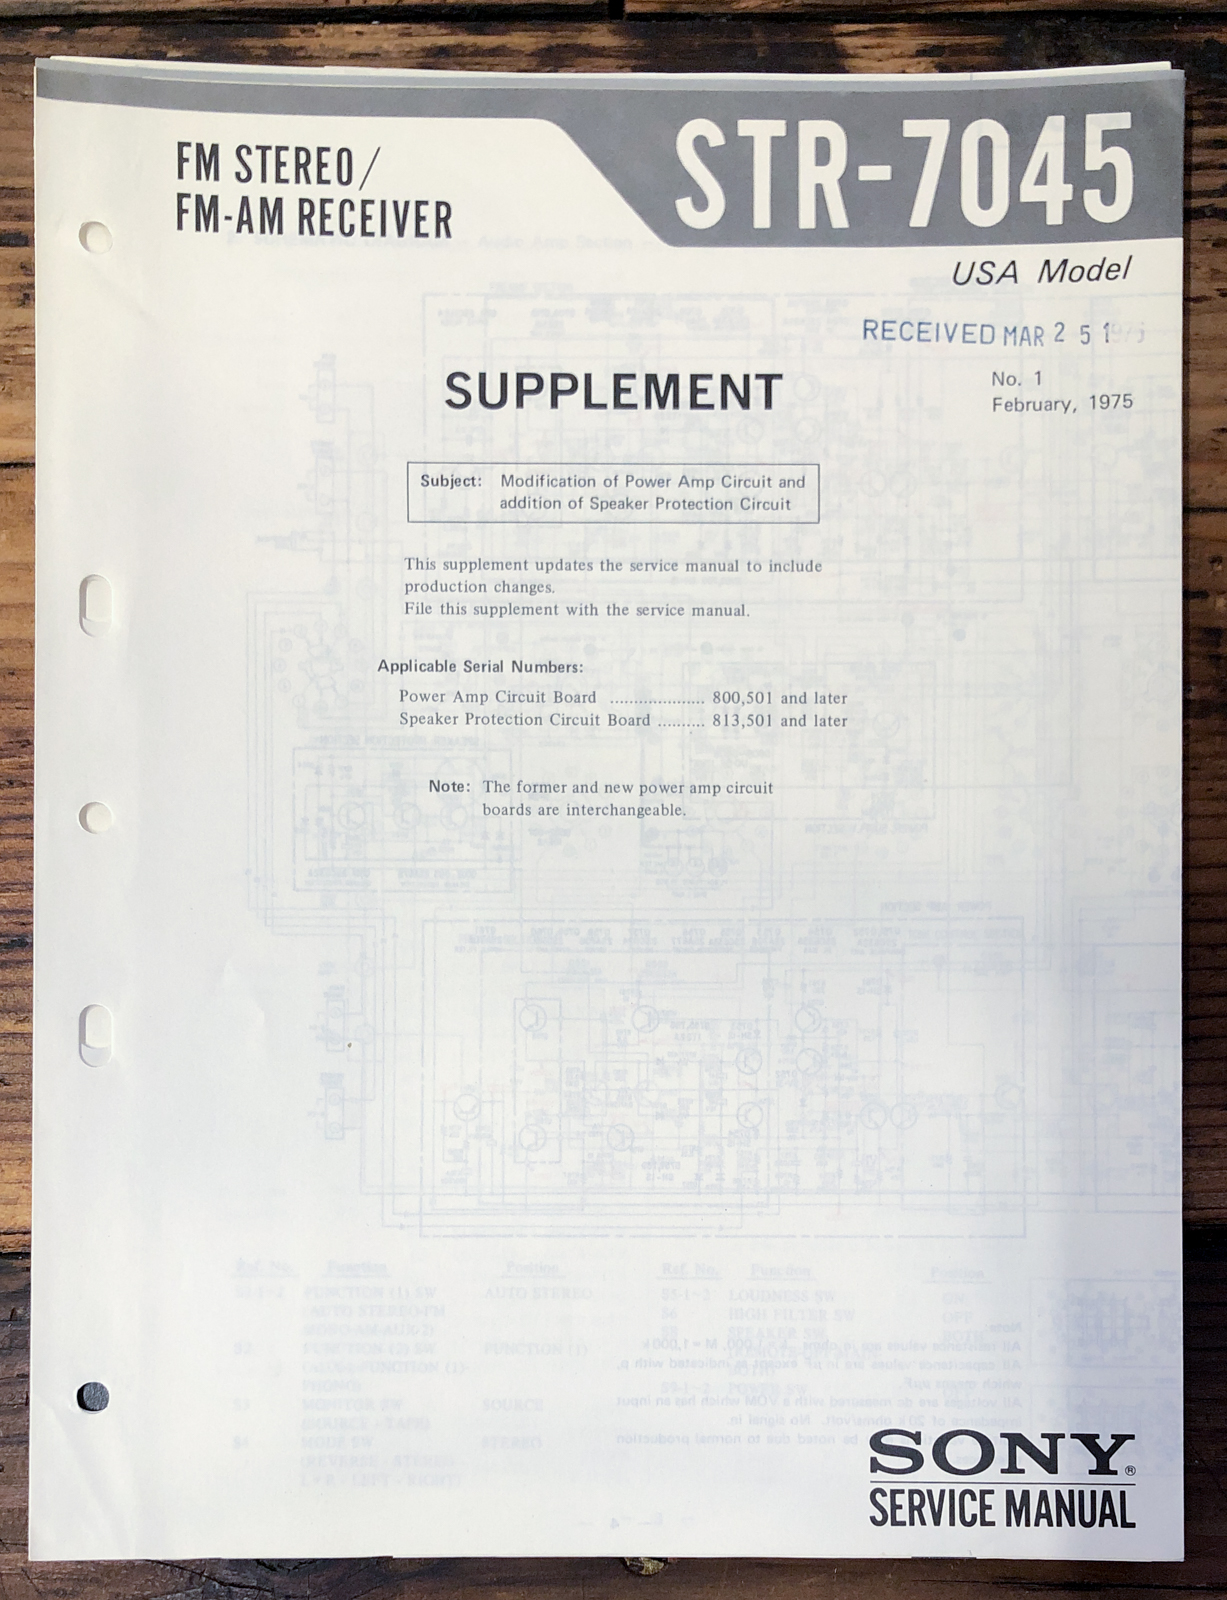 FM STEREO/
FM-AM RECEIVER
STR-7045
USA Model
RECEIVED MAR 25 1975
No. 1
February, 1975
SUPPLEMENT
Subject: Modification of Power Amp Circuit and
addition of Speaker Protection Circuit
This supplement updates the service manual to include
production changes.
File this supplement with the service manual.
Applicable Serial Numbers:
Power Amp Circuit Board .................... 800,501 and later
Speaker Protection Circuit Board .......... 813,501 and later
Note: The former and new power amp circuit
boards are interchangeable.
SONY®
SERVICE MANUAL